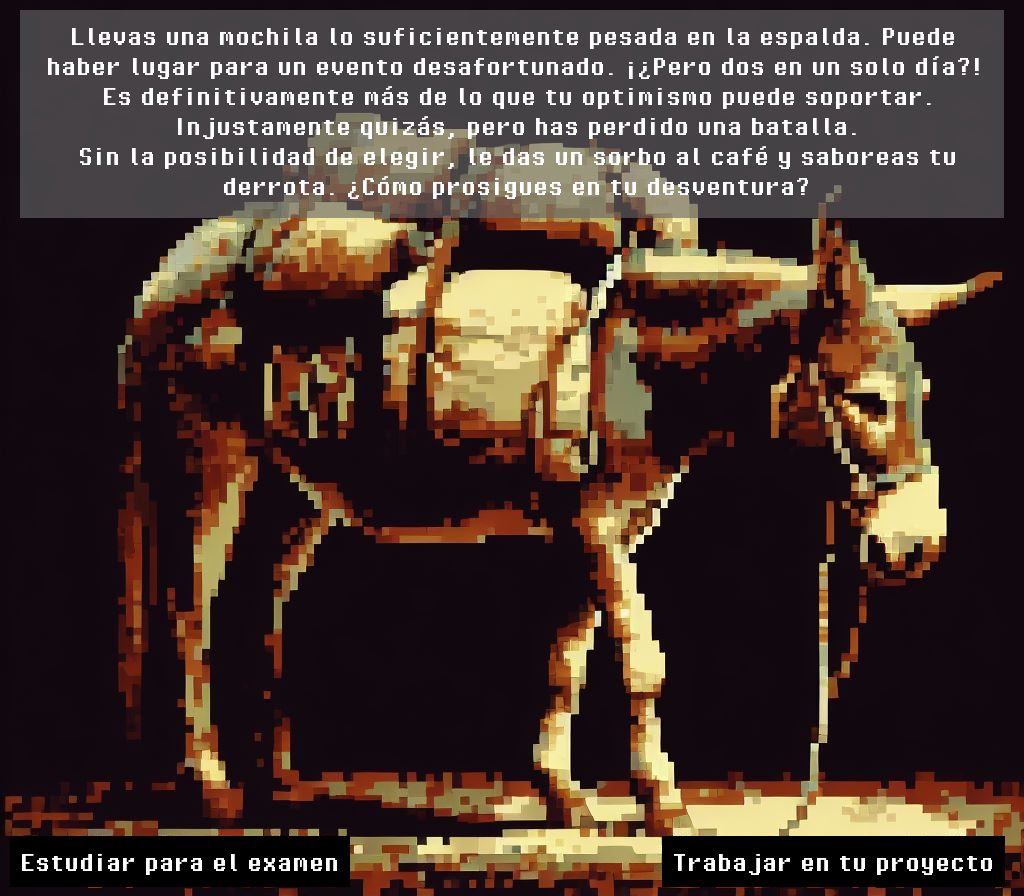 Llevas una mochila lo suficientemente pesada en la espalda. Puede
haber lugar para un evento desafortunado. ¡¿Pero dos en un solo día?!
Es definitivamente más de lo que tu optimismo puede soportar.
Injustamente quizás, pero has perdido una batalla.
Sin la posibilidad de elegir, le das un sorbo al café y saboreas tu
derrota. ¿Cómo prosigues en tu desventura?
Estudiar para el examen
Trabajar en tu proyecto